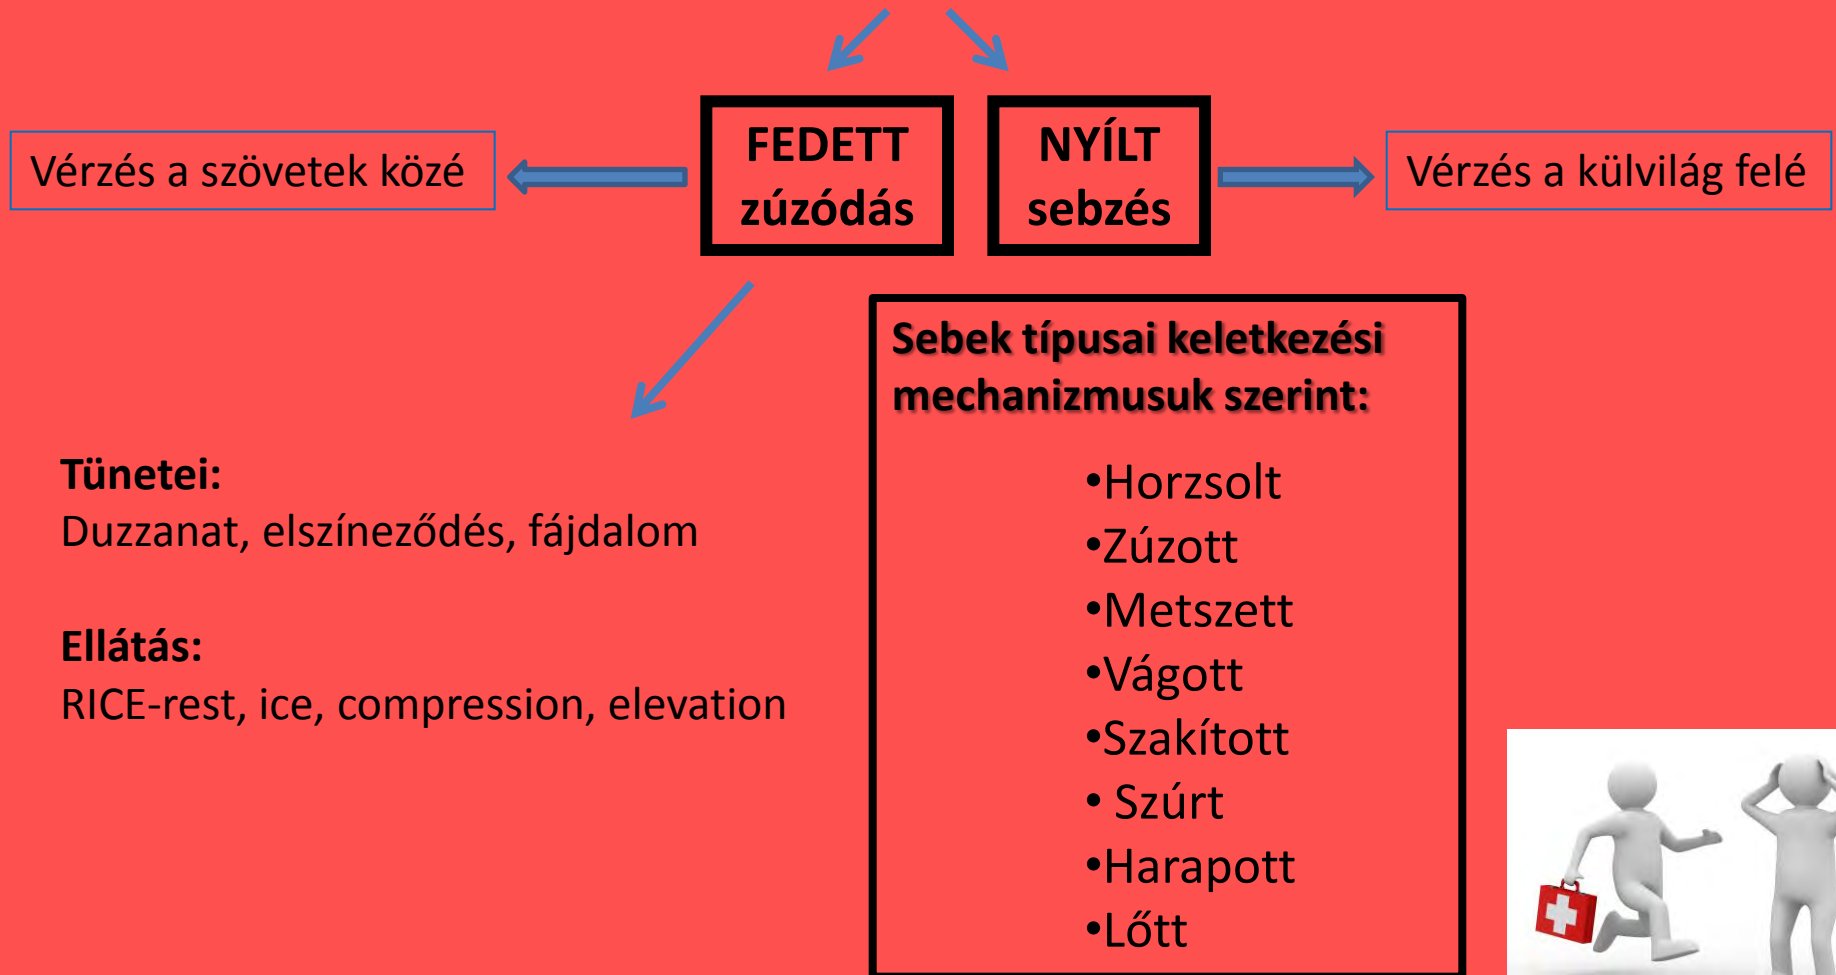 FEDETT
zúzódás
NYÍLT
sebzés
Vérzés a szövetek közé
Vérzés a külvilág felé
Tünetei:
Duzzanat, elszíneződés, fájdalom
Ellátás:
RICE-rest, ice, compression, elevation
Sebek típusai keletkezési
mechanizmusuk szerint:
•Horzsolt
•Zúzott
•Metszett
•Vágott
•Szakított
• Szúrt
•Harapott
•Lőtt